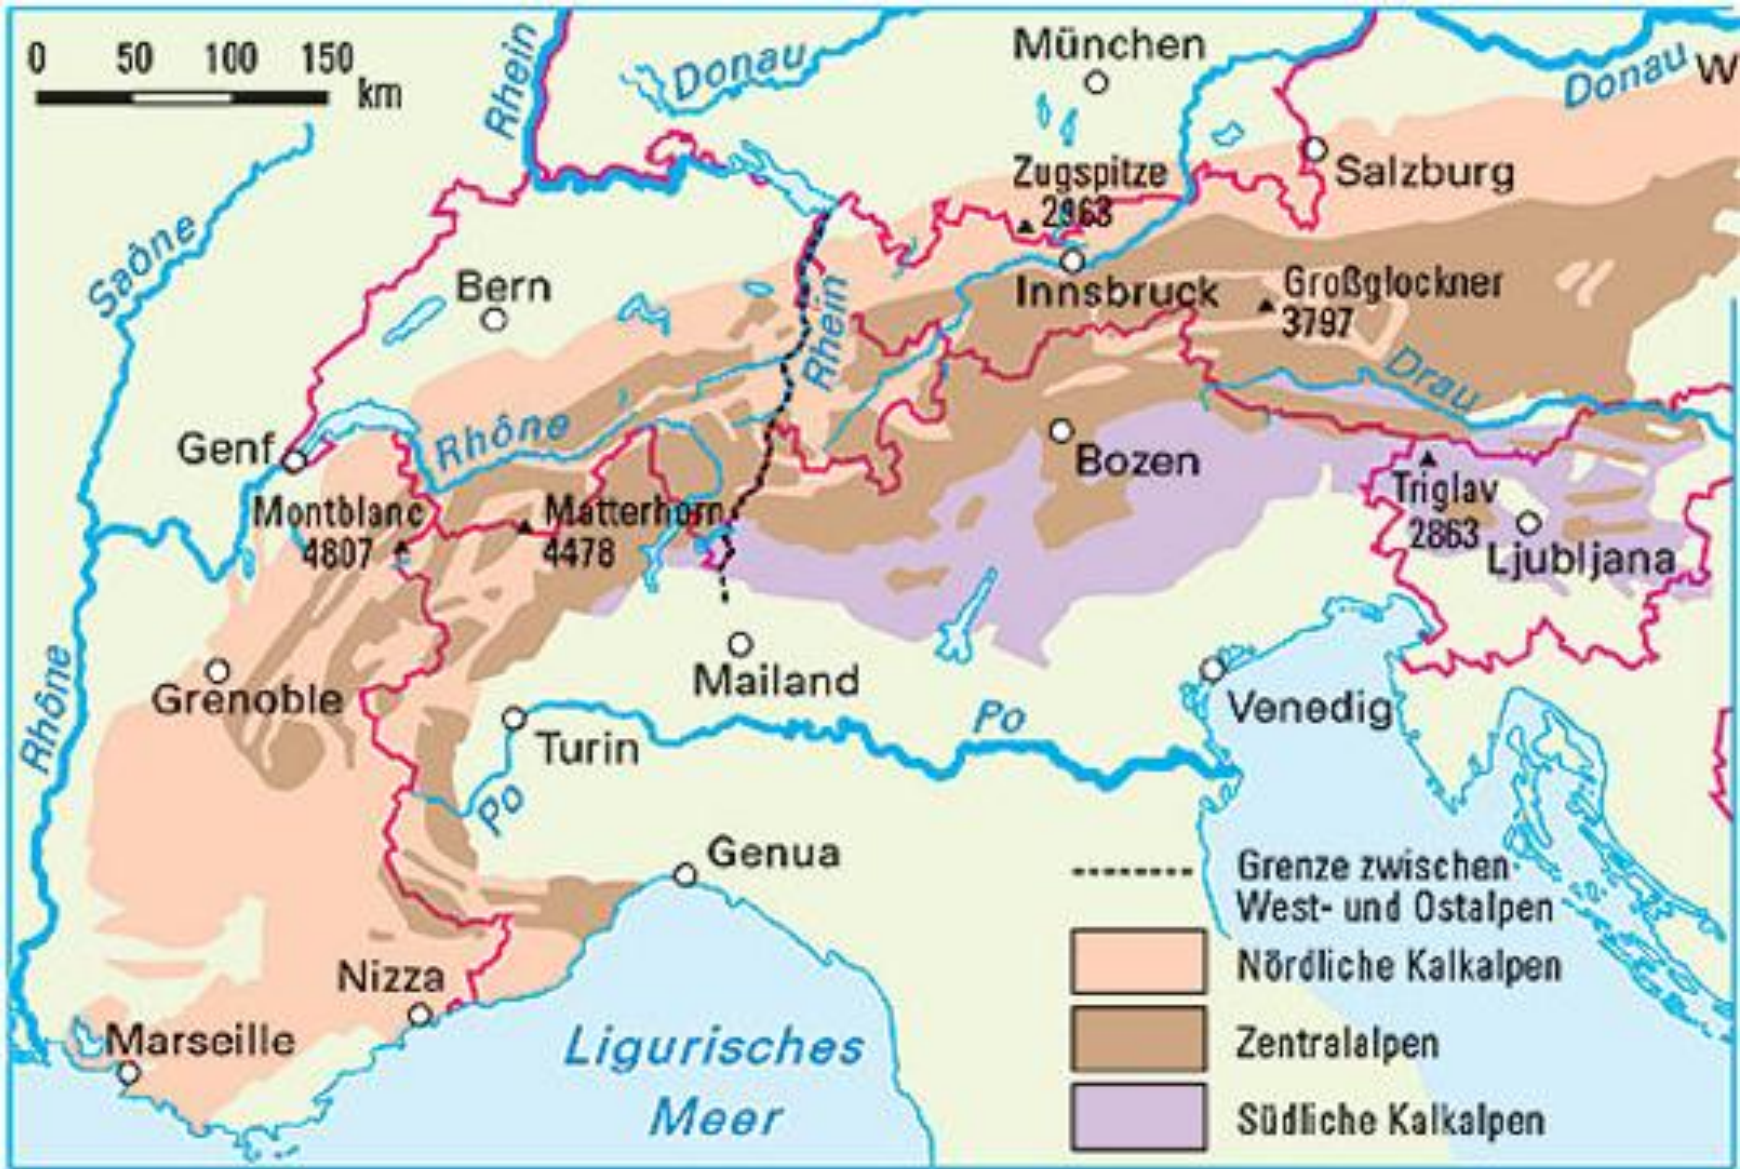 0 50 100 150
km
Rhein
Donau
München
Donau
W
Zugspitze
2963
Salzburg
Saône
Bern
Rhein
Innsbruck
Großglockner
3797
Drau
Genf
Rhône
Bozen
Montblanc
4807
Matterhorn
4478
Triglav
2863
Ljubljana
Rhône
Grenoble
Mailand
Venedig
Turin
Po
Po
Genua
Nizza
Marseille
Ligurisches
Meer
Grenze zwischen
West- und Ostalpen
Nördliche Kalkalpen
Zentralalpen
Südliche Kalkalpen